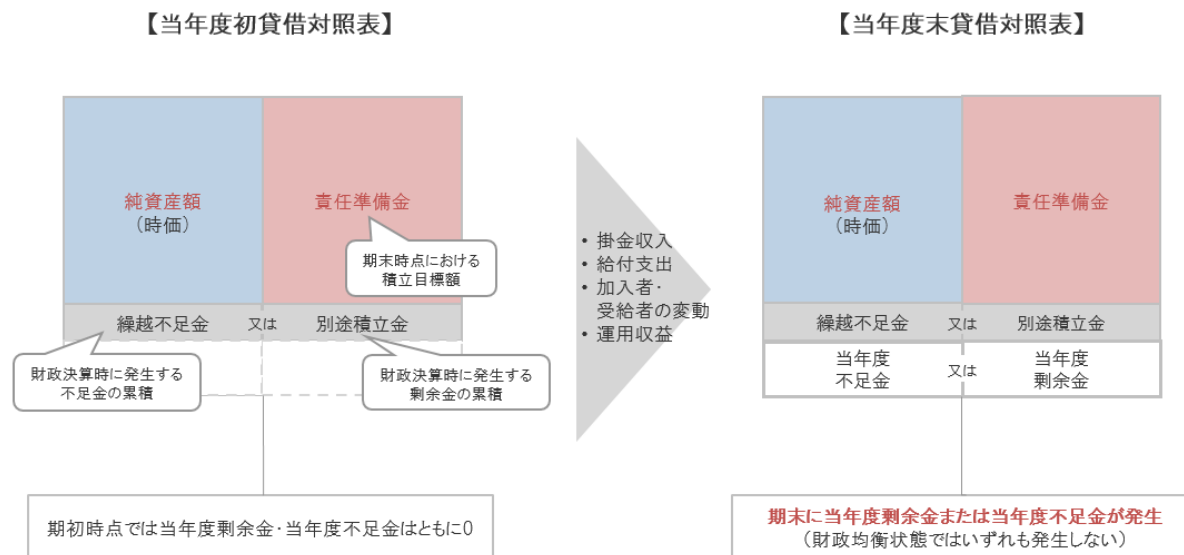 【当年度初貸借対照表】
【当年度末貸借対照表】
純資産額
（時価）
責任準備金
期末時点における
積立目標額
繰越不足金 又は 別途積立金
財政決算時に発生する
不足金の累積
財政決算時に発生する
剰余金の累積
• 掛金収入
• 給付支出
• 加入者・
受給者の変動
• 運用収益
純資産額
（時価）
責任準備金
繰越不足金 又は 別途積立金
当年度
不足金
又は
当年度
剰余金
期初時点では当年度剰余金・当年度不足金はともに0
期末に当年度剰余金または当年度不足金が発生
（財政均衡状態ではいずれも発生しない）